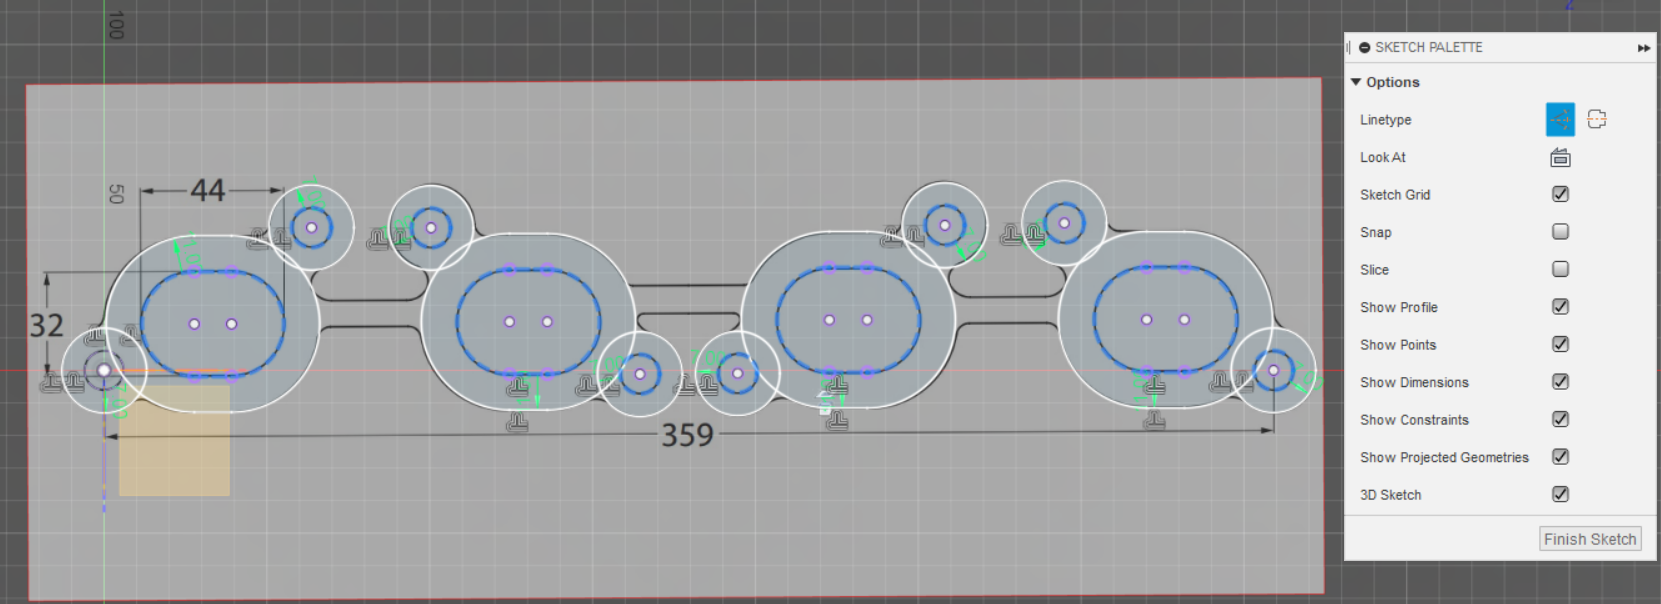 100
50
44
32
359
SKETCH PALETTE
Options
Linetype
Look At
Sketch Grid
Snap
Slice
Show Profile
Show Points
Show Dimensions
Show Constraints
Show Projected Geometries
3D Sketch
Finish Sketch